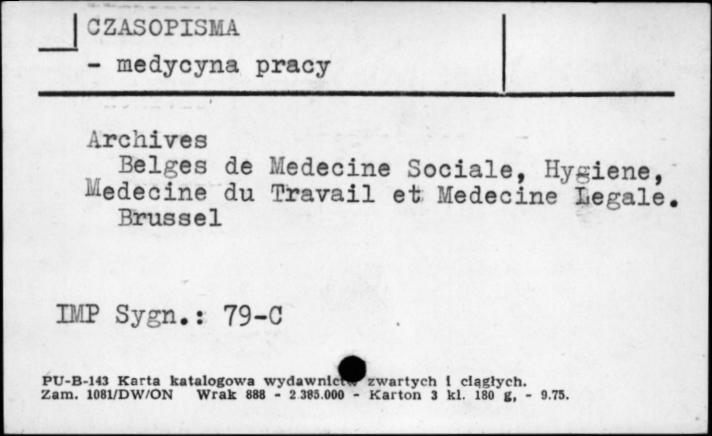 CZASOPISMA
- medycyna pracy
Archives
Belges de Medecine Sociale, Hygiene,
Medecine du Travail et Medecine Legale.
Brussel
IMP Sygn.: 79-C
PU-B-143 Karta katalogowa wydawnictw zwartych i ciągłych.
Zam. 1081/DW/ON Wrak 888 - 2.385.000 - Karton 3 kl. 180 g, - 9.75.